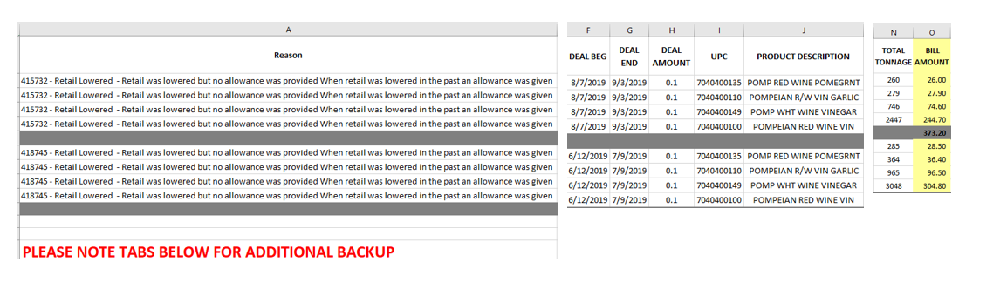 A F G H I J N O
Reason DEAL BEG DEAL END DEAL AMOUNT UPC PRODUCT DESCRIPTION TOTAL TONNAGE BILL AMOUNT
415732 - Retail Lowered - Retail was lowered but no allowance was provided When retail was lowered in the past an allowance was given 8/7/2019 9/3/2019 0.1 7040400135 POMP RED WINE POMEGRNT 260 26.00
415732 - Retail Lowered - Retail was lowered but no allowance was provided When retail was lowered in the past an allowance was given 8/7/2019 9/3/2019 0.1 7040400110 POMPEIAN R/W VIN GARLIC 279 27.90
415732 - Retail Lowered - Retail was lowered but no allowance was provided When retail was lowered in the past an allowance was given 8/7/2019 9/3/2019 0.1 7040400149 POMP WHT WINE VINEGAR 746 74.60
415732 - Retail Lowered - Retail was lowered but no allowance was provided When retail was lowered in the past an allowance was given 8/7/2019 9/3/2019 0.1 7040400100 POMPEIAN RED WINE VIN 2447 244.70
373.20
418745 - Retail Lowered - Retail was lowered but no allowance was provided When retail was lowered in the past an allowance was given 6/12/2019 7/9/2019 0.1 7040400135 POMP RED WINE POMEGRNT 285 28.50
418745 - Retail Lowered - Retail was lowered but no allowance was provided When retail was lowered in the past an allowance was given 6/12/2019 7/9/2019 0.1 7040400110 POMPEIAN R/W VIN GARLIC 364 36.40
418745 - Retail Lowered - Retail was lowered but no allowance was provided When retail was lowered in the past an allowance was given 6/12/2019 7/9/2019 0.1 7040400149 POMP WHT WINE VINEGAR 965 96.50
418745 - Retail Lowered - Retail was lowered but no allowance was provided When retail was lowered in the past an allowance was given 6/12/2019 7/9/2019 0.1 7040400100 POMPEIAN RED WINE VIN 3048 304.80
PLEASE NOTE TABS BELOW FOR ADDITIONAL BACKUP